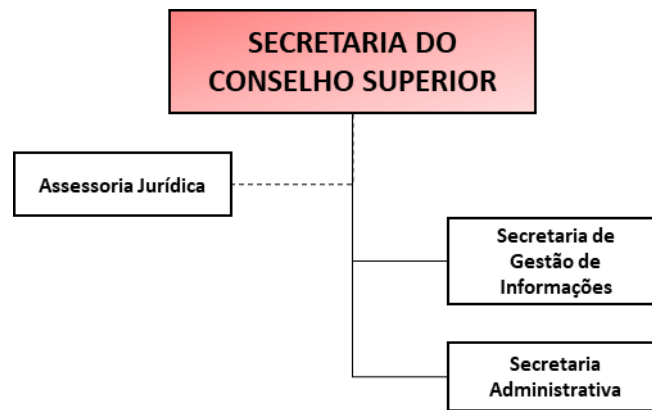 SECRETARIA DO
CONSELHO SUPERIOR
Assessoria Jurídica
Secretaria de
Gestão de
Informações
Secretaria
Administrativa